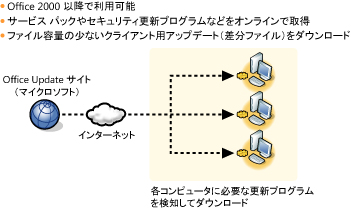 • Office 2000 以降で利用可能
• サービス パックやセキュリティ更新プログラムなどをオンラインで取得
• ファイル容量の少ないクライアント用アップデート(差分ファイル)をダウンロード
Office Update サイト
(マイクロソフト)
インターネット
各コンピュータに必要な更新プログラム
を検知してダウンロード